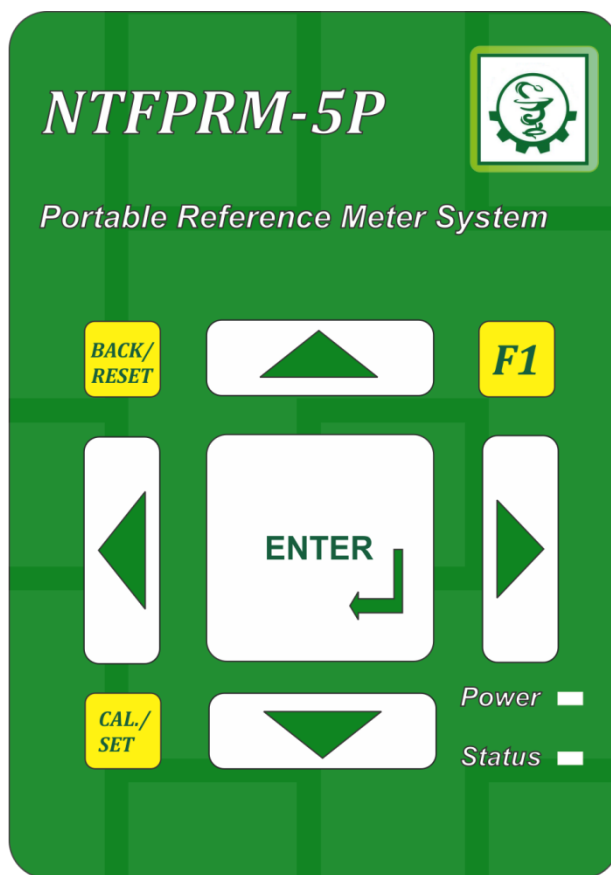 NTFPRM-5P
Portable Reference Meter System
BACK/
RESET
F1
ENTER
CAL./
SET
Power
Status